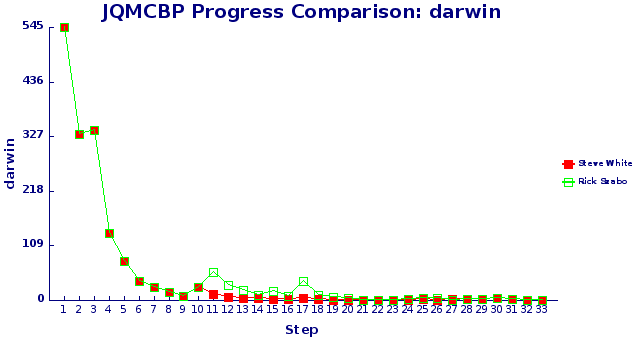 JQMCBP Progress Comparison: darwin
545
436
327
218
109
0
darwin
1 2 3 4 5 6 7 8 9 10 11 12 13 14 15 16 17 18 19 20 21 22 23 24 25 26 27 28 29 30 31 32 33
Step
Steve White
Rick Szabo